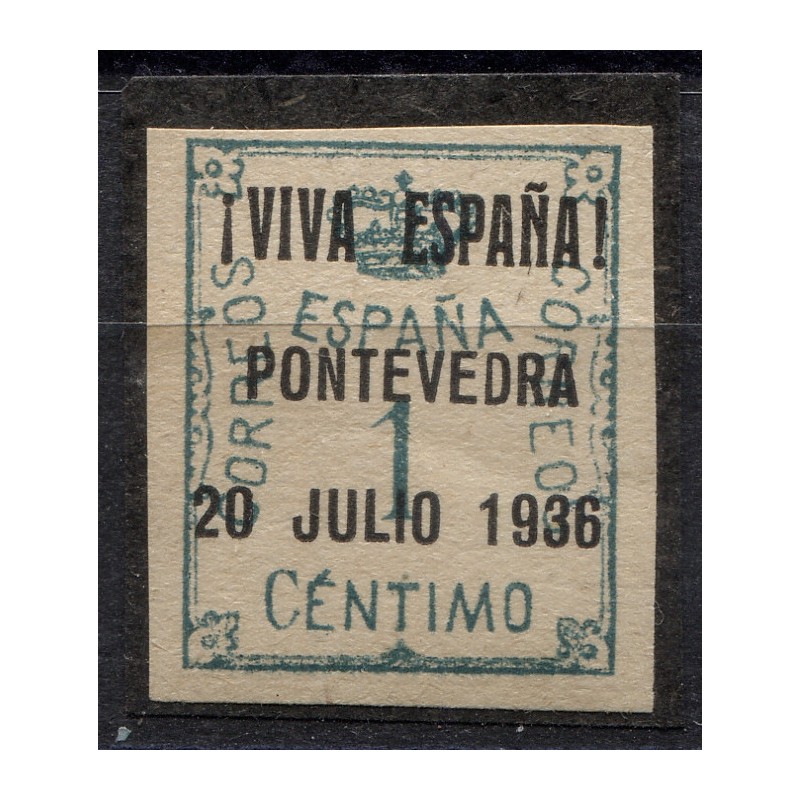 ¡VIVA ESPAÑA!
ESPAÑA
CORREOS
CORREOS
PONTEVEDRA
1
20 JULIO 1936
CÉNTIMO